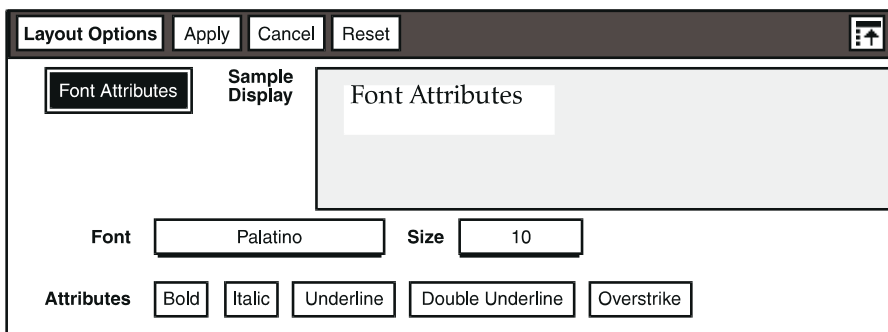 Layout Options Apply Cancel Reset
Font Attributes
Sample
Display
Font Attributes
Font Palatino Size 10
Attributes Bold Italic Underline Double Underline Overstrike